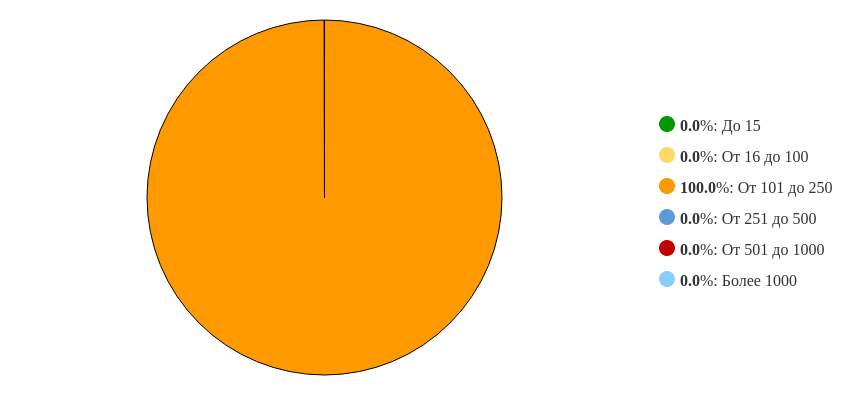 0.0%: До 15
0.0%: От 16 до 100
100.0%: От 101 до 250
0.0%: От 251 до 500
0.0%: От 501 до 1000
0.0%: Более 1000